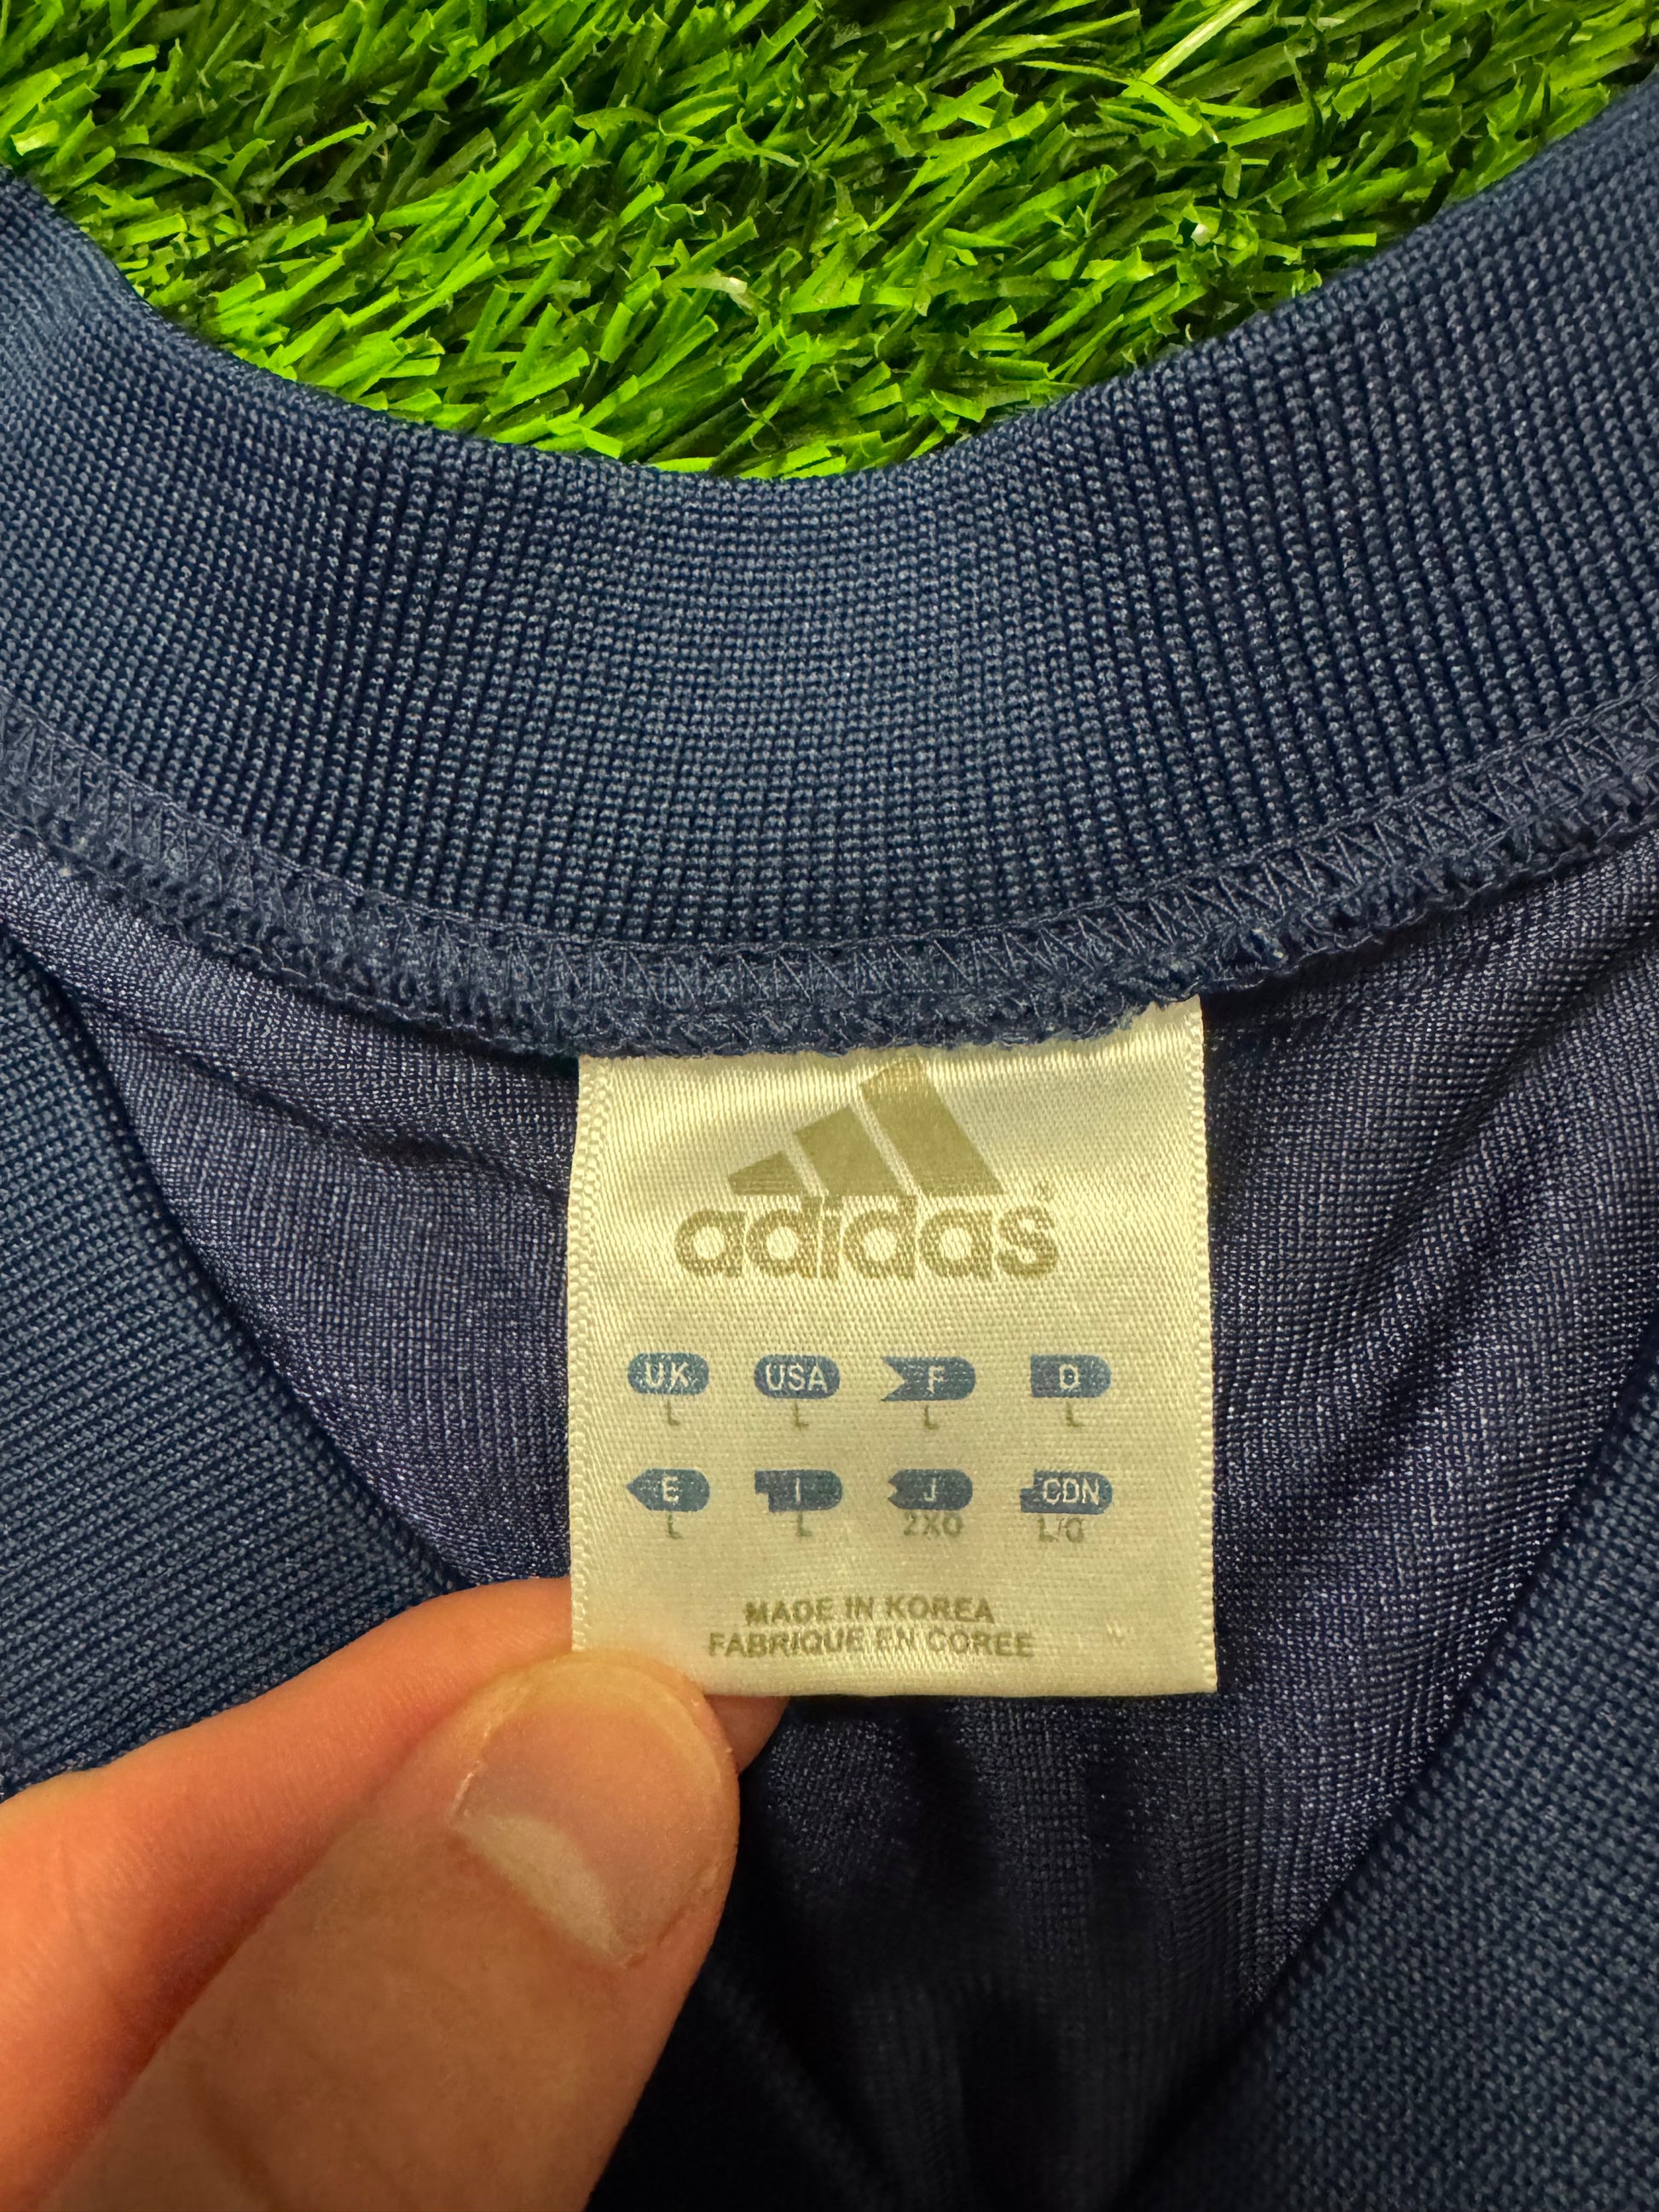 adidas®
UK USA F D
L L L L
E I J CDN
L L 2XO L/G
MADE IN KOREA
FABRIQUE EN COREE